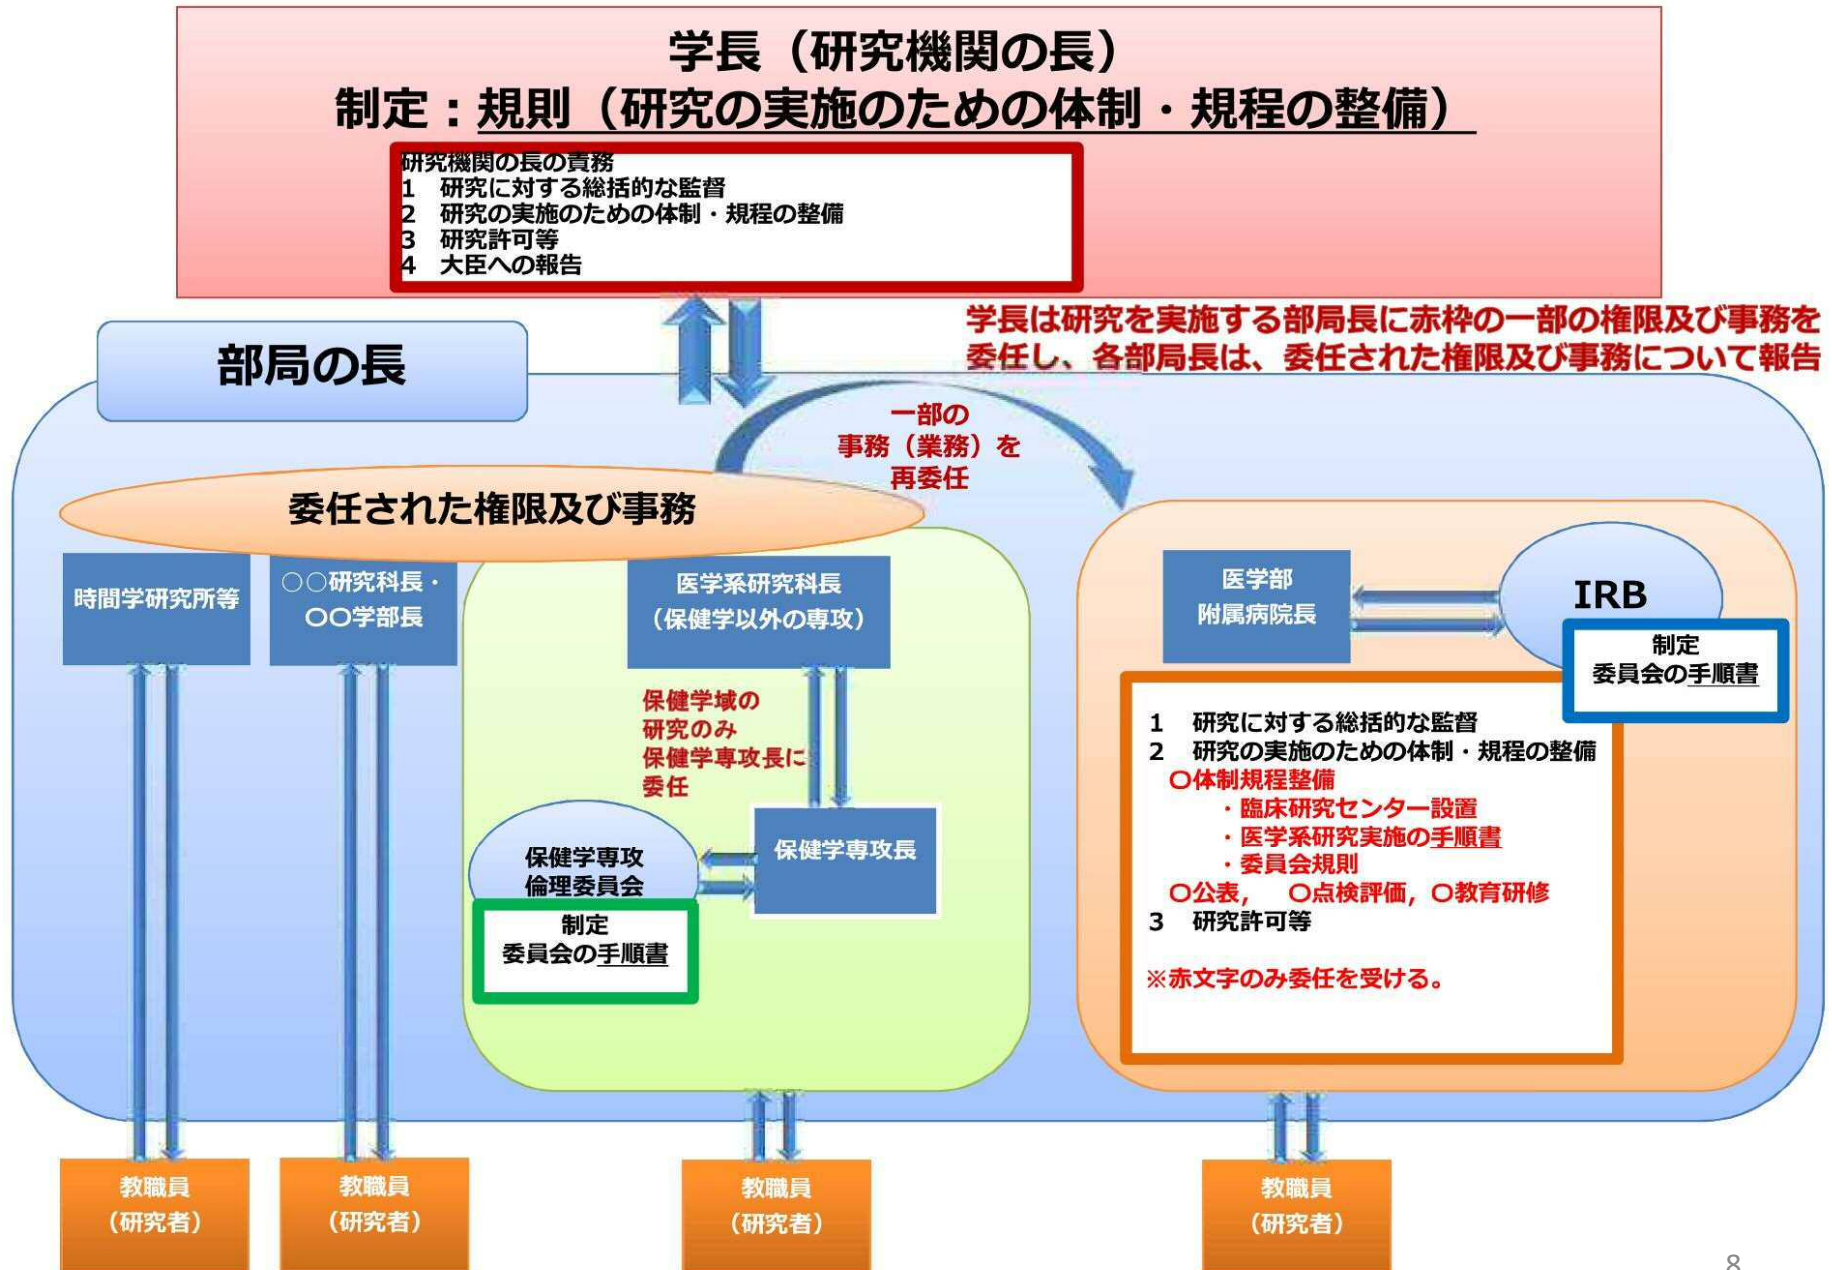 学長（研究機関の長）
制定：規則（研究の実施のための体制・規程の整備）
研究機関の長の責務
1　研究に対する総括的な監督
2　研究の実施のための体制・規程の整備
3　研究許可等
4　大臣への報告
学長は研究を実施する部局長に赤枠の一部の権限及び事務を
委任し、各部局長は、委任された権限及び事務について報告
部局の長
一部の
事務（業務）を
再委任
委任された権限及び事務
時間学研究所等
○○研究科長・
○○学部長
医学系研究科長
（保健学以外の専攻）
保健学域の
研究のみ
保健学専攻長に
委任
保健学専攻長
保健学専攻
倫理委員会
制定
委員会の手順書
医学部
附属病院長
IRB
制定
委員会の手順書
1　研究に対する総括的な監督
2　研究の実施のための体制・規程の整備
○体制規程整備
・臨床研究センター設置
・医学系研究実施の手順書
・委員会規則
○公表,　○点検評価, ○教育研修
3　研究許可等
※赤文字のみ委任を受ける。
教職員
（研究者）
教職員
（研究者）
教職員
（研究者）
教職員
（研究者）
8